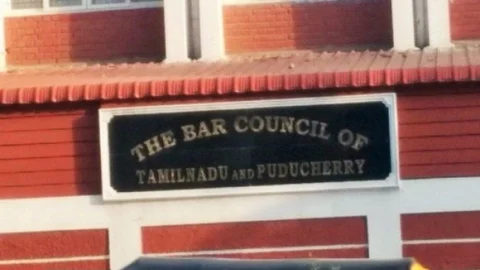 THE BAR COUNCIL OF
TAMILNADU AND PUDUCHERRY